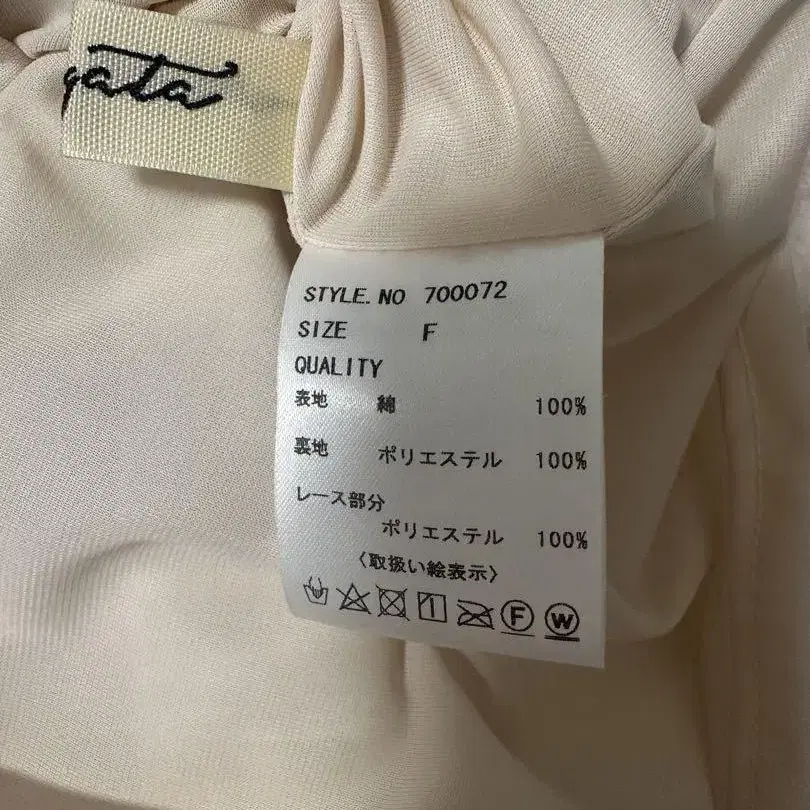 gata
STYLE.NO 700072
SIZE F
QUALITY
表地 綿 100%
裏地 ポリエステル 100%
レース部分
ポリエステル 100%
〈取扱い絵表示〉
F W